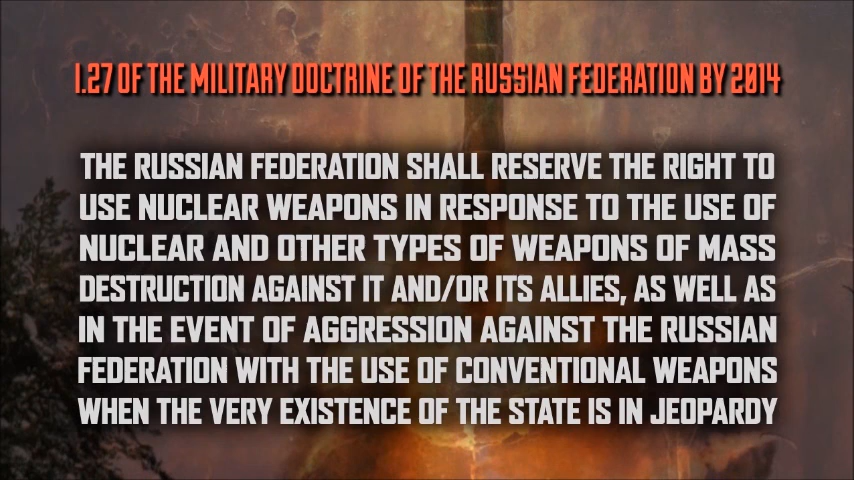 1.27 OF THE MILITARY DOCTRINE OF THE RUSSIAN FEDERATION BY 2014
THE RUSSIAN FEDERATION SHALL RESERVE THE RIGHT TO
USE NUCLEAR WEAPONS IN RESPONSE TO THE USE OF
NUCLEAR AND OTHER TYPES OF WEAPONS OF MASS
DESTRUCTION AGAINST IT AND/OR ITS ALLIES, AS WELL AS
IN THE EVENT OF AGGRESSION AGAINST THE RUSSIAN
FEDERATION WITH THE USE OF CONVENTIONAL WEAPONS
WHEN THE VERY EXISTENCE OF THE STATE IS IN JEOPARDY